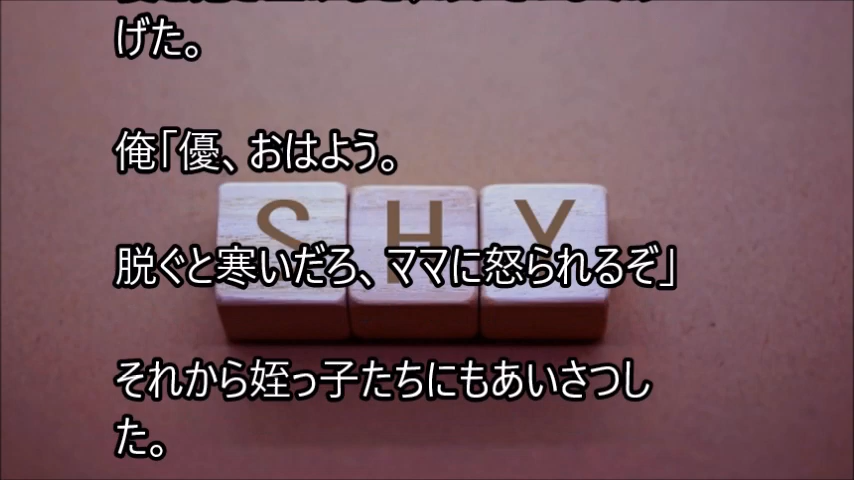 げた。
俺「優、おはよう。
SHY
脱ぐと寒いだろ、ママに怒られるぞ」
それから姪っ子たちにもあいさつし
た。